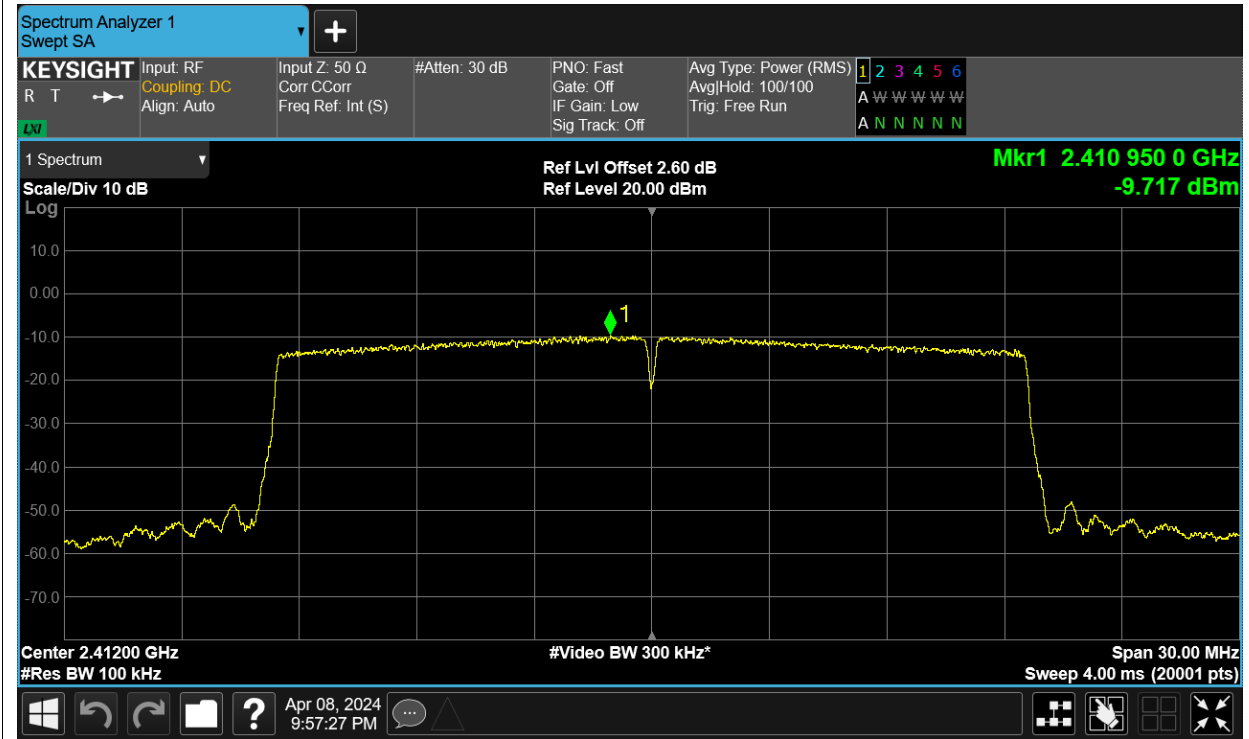 Spectrum Analyzer 1
Swept SA
KEYSIGHT
R T
LXI
Input: RF
Coupling: DC
Align: Auto
Input Z: 50 Ω
Corr CCorr
Freq Ref: Int (S)
#Atten: 30 dB
PNO: Fast
Gate: Off
IF Gain: Low
Sig Track: Off
Avg Type: Power (RMS)
Avg|Hold: 100/100
Trig: Free Run
1 2 3 4 5 6
A W W W W W
A N N N N N
1 Spectrum
Scale/Div 10 dB
Log
Ref Lvl Offset 2.60 dB
Ref Level 20.00 dBm
Mkr1 2.410 950 0 GHz
-9.717 dBm
10.0
0.00
-10.0
-20.0
-30.0
-40.0
-50.0
-60.0
-70.0
1
Center 2.41200 GHz
#Res BW 100 kHz
#Video BW 300 kHz*
Span 30.00 MHz
Sweep 4.00 ms (20001 pts)
?
Apr 08, 2024
9:57:27 PM